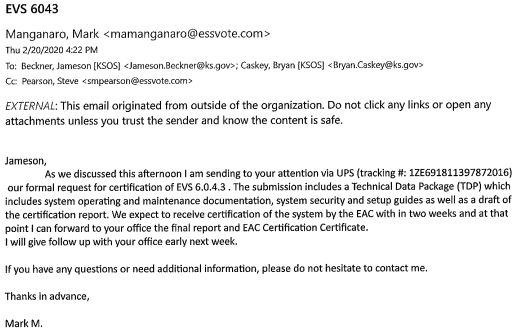 EVS 6043
Manganaro, Mark <mamanganaro@essvote.com>
Thu 2/20/2020 4:22 PM
To: Beckner, Jameson [KSOS] <Jameson.Beckner@ks.gov>; Caskey, Bryan [KSOS] <Bryan.Caskey@ks.gov>
Cc: Pearson, Steve <smpearson@essvote.com>
EXTERNAL: This email originated from outside of the organization. Do not click any links or open any
attachments unless you trust the sender and know the content is safe.
Jameson,
As we discussed this afternoon I am sending to your attention via UPS (tracking #: 1ZE691811397872016)
our formal request for certification of EVS 6.0.4.3 . The submission includes a Technical Data Package (TDP) which
includes system operating and maintenance documentation, system security and setup guides as well as a draft of
the certification report. We expect to receive certification of the system by the EAC with in two weeks and at that
point I can forward to your office the final report and EAC Certification Certificate.
I will give follow up with your office early next week.
If you have any questions or need additional information, please do not hesitate to contact me.
Thanks in advance,
Mark M.